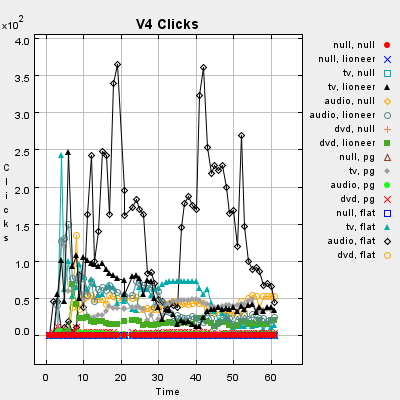 V4 Clicks
x10²
4.0
3.5
3.0
2.5
2.0
1.5
1.0
0.5
0.0
Clicks
0
10
20
30
40
50
60
Time
null, null
null, lioneer
tv, null
tv, lioneer
audio, null
audio, lioneer
dvd, null
dvd, lioneer
null, pg
tv, pg
audio, pg
dvd, pg
null, flat
tv, flat
audio, flat
dvd, flat